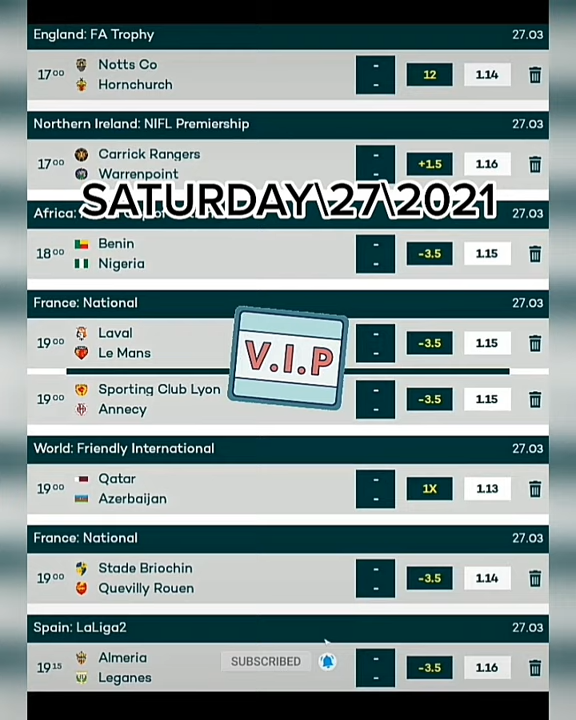 England: FA Trophy 27.03
17 00 Notts Co - 12 1.14
Hornchurch -
Northern Ireland: NIFL Premiership 27.03
17 00 Carrick Rangers - +1.5 1.16
Warrenpoint -
SATURDAY\27\2021
Africa: 27.03
18 00 Benin - -3.5 1.15
Nigeria -
France: National 27.03
19 00 Laval - -3.5 1.15
Le Mans -
V.I.P
19 00 Sporting Club Lyon - -3.5 1.15
Annecy -
World: Friendly International 27.03
19 00 Qatar - 1X 1.13
Azerbaijan -
France: National 27.03
19 00 Stade Briochin - -3.5 1.14
Quevilly Rouen -
Spain: LaLiga2 27.03
19 15 Almeria - -3.5 1.16
Leganes -
SUBSCRIBED